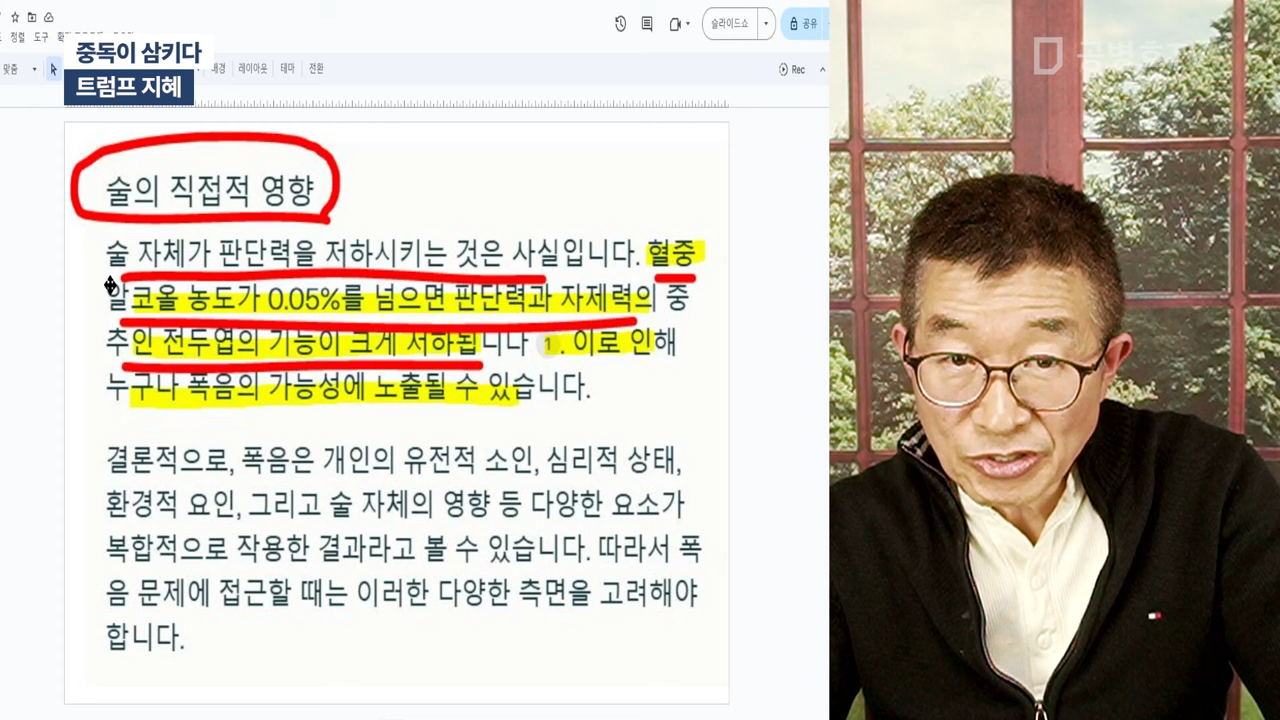 정렬 도구
슬라이드쇼
공유
중독이 삼키다
트럼프 지혜
맞춤
배경 레이아웃 테마 전환
Rec
술의 직접적 영향
술 자체가 판단력을 저하시키는 것은 사실입니다. 혈중
알코올 농도가 0.05%를 넘으면 판단력과 자제력의 중
추인 전두엽의 기능이 크게 저하됩니다 1. 이로 인해
누구나 폭음의 가능성에 노출될 수 있습니다.
결론적으로, 폭음은 개인의 유전적 소인, 심리적 상태,
환경적 요인, 그리고 술 자체의 영향 등 다양한 요소가
복합적으로 작용한 결과라고 볼 수 있습니다. 따라서 폭
음 문제에 접근할 때는 이러한 다양한 측면을 고려해야
합니다.